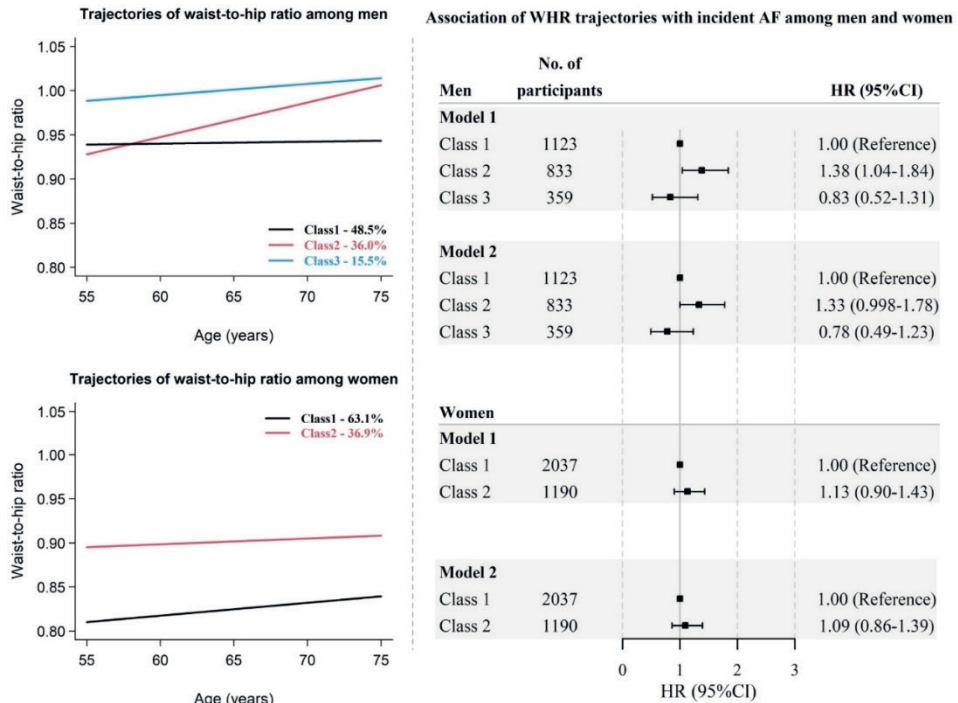 Trajectories of waist-to-hip ratio among men
1.05
1.00
0.95
0.90
0.85
0.80
Waist-to-hip ratio
Class1 - 48.5%
Class2 - 36.0%
Class3 - 15.5%
55 60 65 70 75
Age (years)
Trajectories of waist-to-hip ratio among women
1.05
1.00
0.95
0.90
0.85
0.80
Waist-to-hip ratio
Class1 - 63.1%
Class2 - 36.9%
55 60 65 70 75
Age (years)
Association of WHR trajectories with incident AF among men and women
No. of
Men participants HR (95%CI)
Model 1
Class 1 1123 1.00 (Reference)
Class 2 833 1.38 (1.04-1.84)
Class 3 359 0.83 (0.52-1.31)
Model 2
Class 1 1123 1.00 (Reference)
Class 2 833 1.33 (0.998-1.78)
Class 3 359 0.78 (0.49-1.23)
Women
Model 1
Class 1 2037 1.00 (Reference)
Class 2 1190 1.13 (0.90-1.43)
Model 2
Class 1 2037 1.00 (Reference)
Class 2 1190 1.09 (0.86-1.39)
0 1 2 3
HR (95%CI)